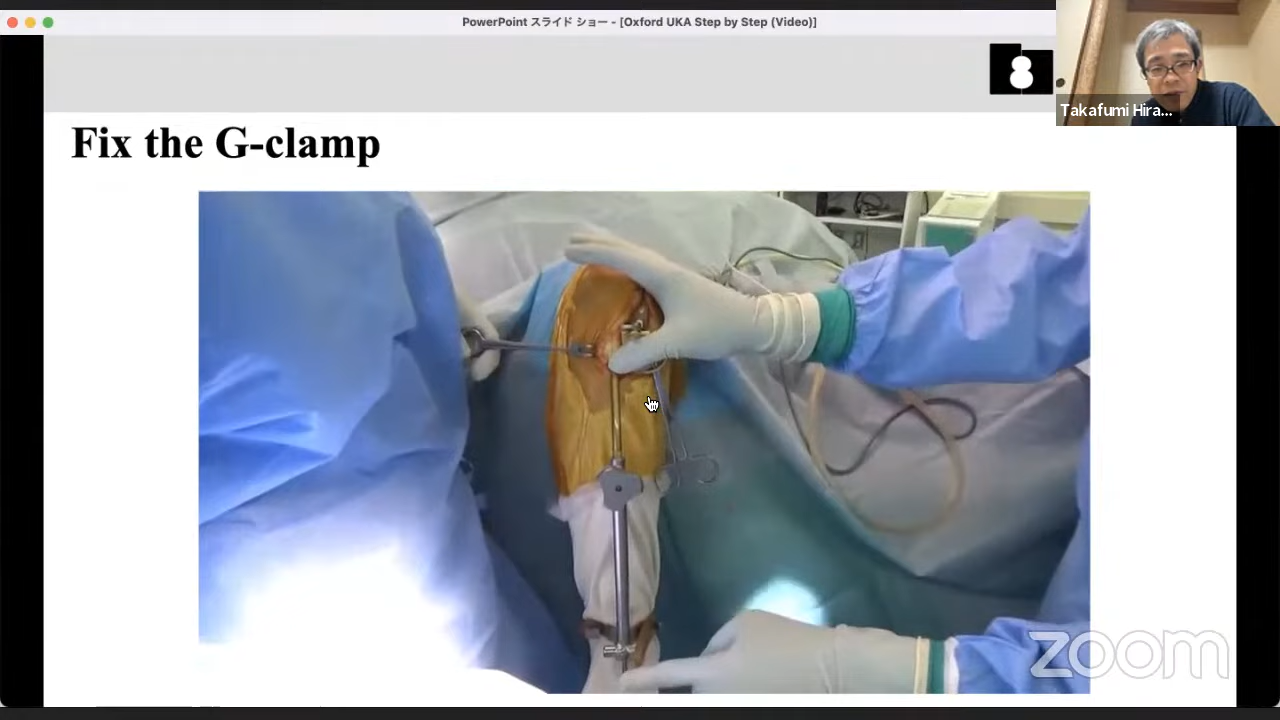 PowerPoint スライド ショー - [Oxford UKA Step by Step (Video)]
Takafumi Hira...
Fix the G-clamp
zoom